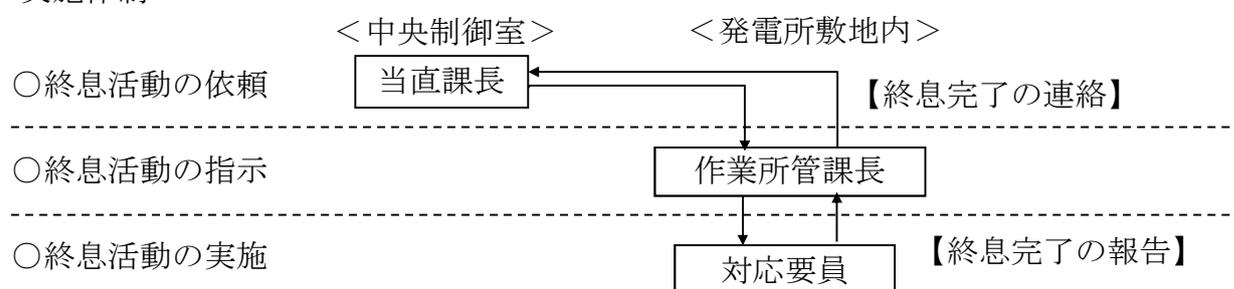 ＜中央制御室＞ ＜発電所敷地内＞
○終息活動の依頼 当直課長 【終息完了の連絡】
○終息活動の指示 作業所管課長
○終息活動の実施 対応要員 【終息完了の報告】